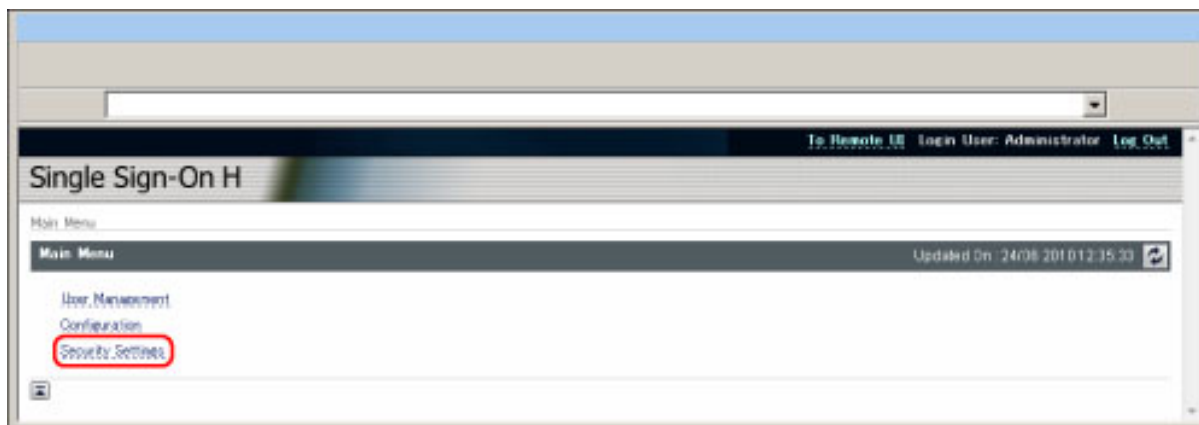 To Remote UI Login User: Administrator Log Out
Single Sign-On H
Main Menu
Main Menu Updated On : 24/06 2010 12:35:33
User Management
Configuration
Security Settings